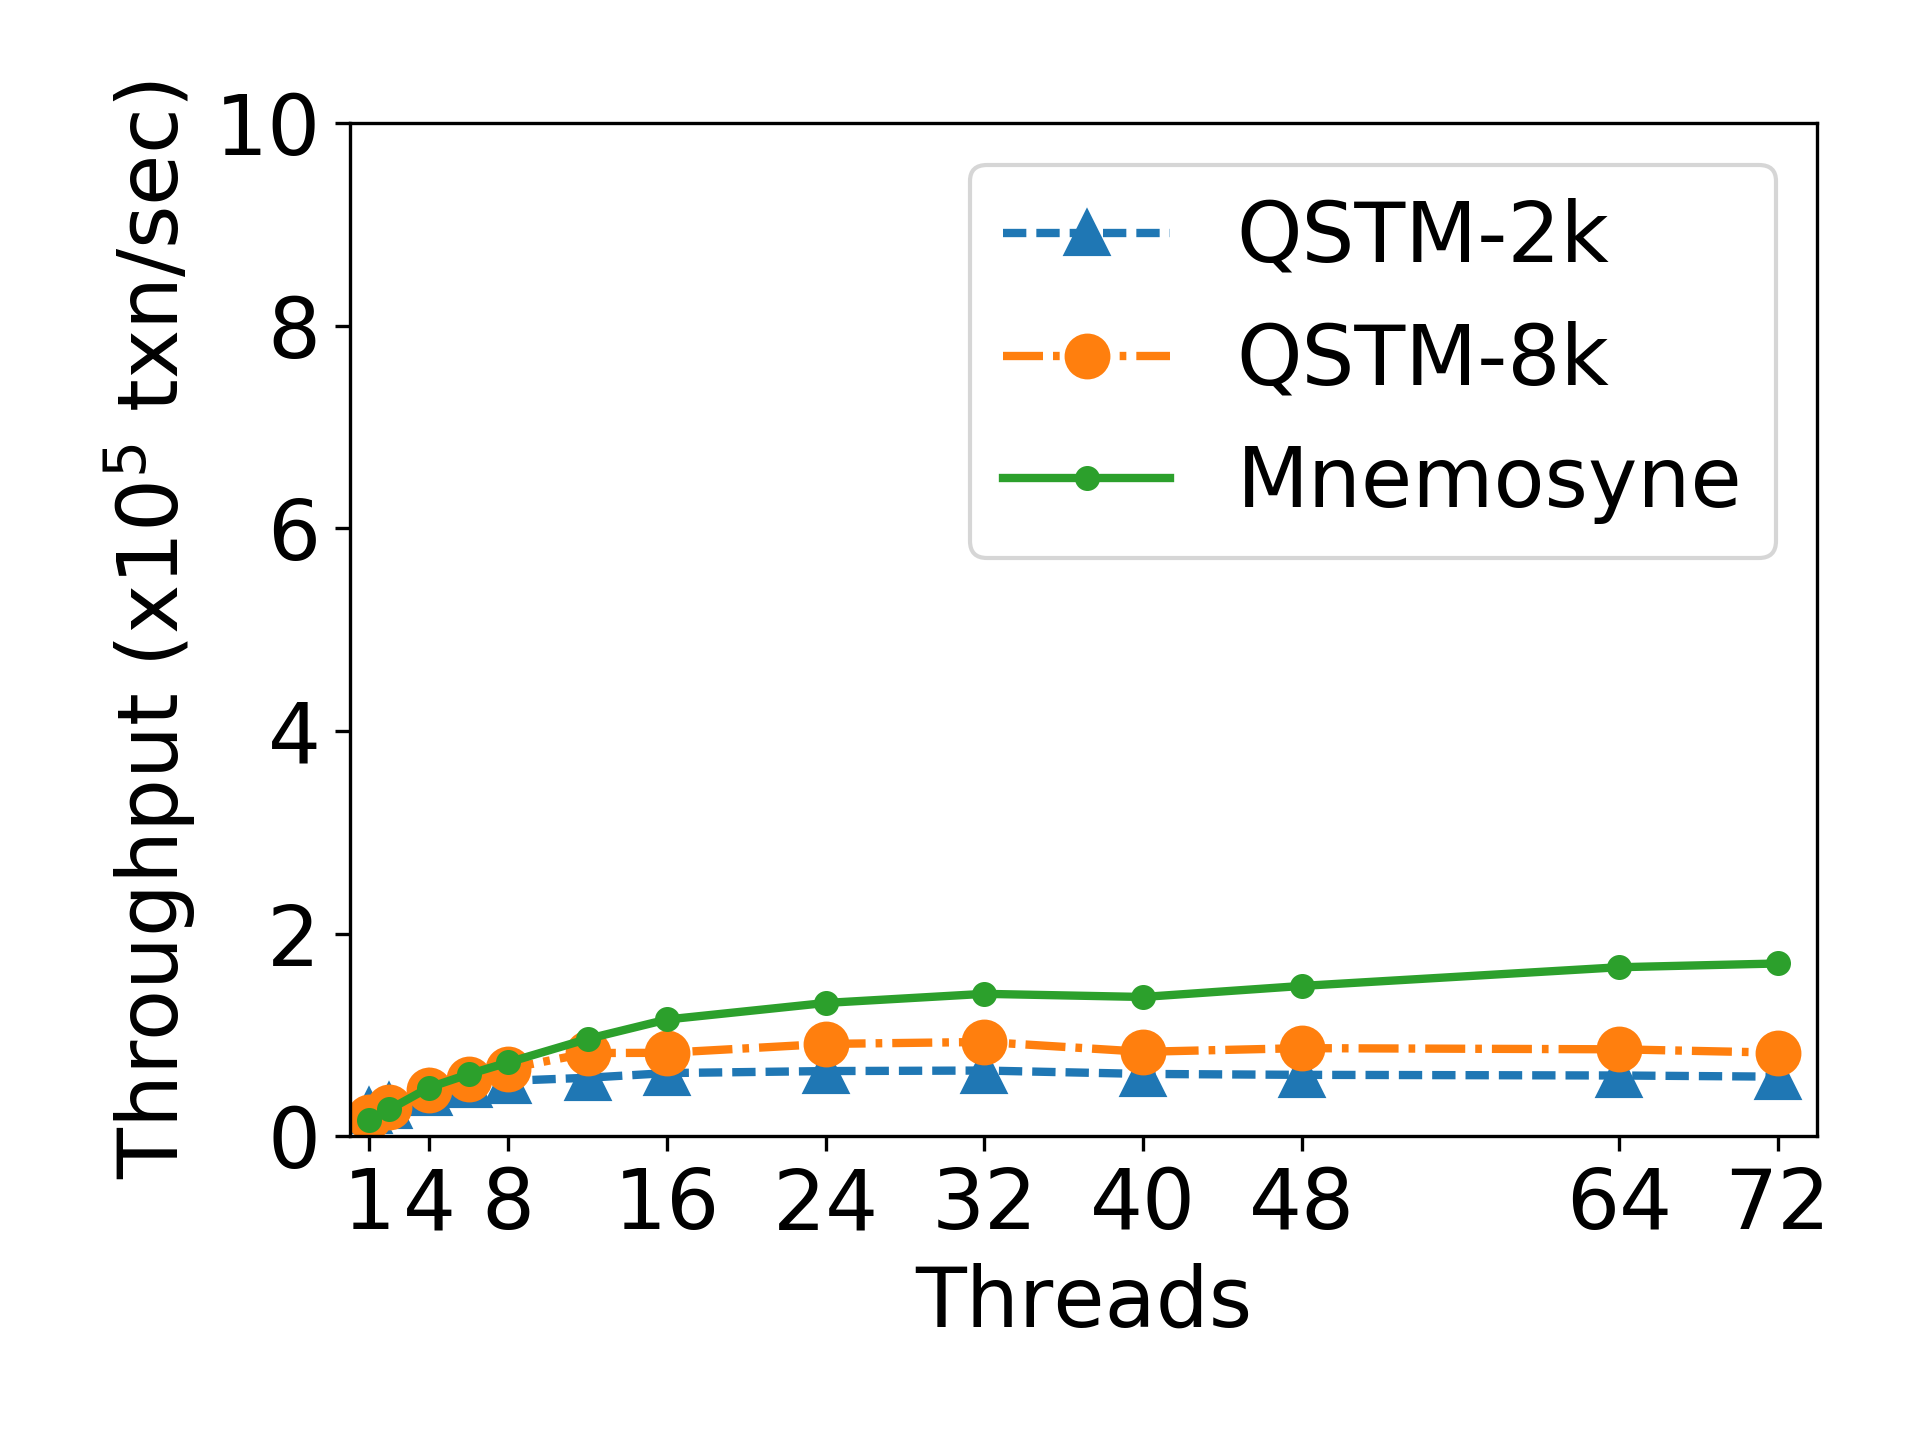 Throughput (x10⁵ txn/sec)
10
8
6
4
2
0
QSTM-2k
QSTM-8k
Mnemosyne
1 4 8 16 24 32 40 48 64 72
Threads